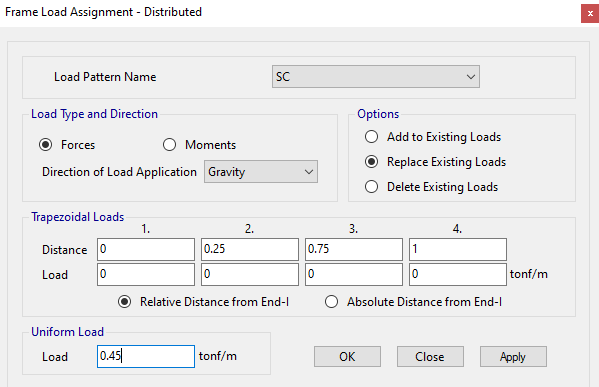 Frame Load Assignment - Distributed
x
Load Pattern Name SC
Load Type and Direction
Forces Moments
Direction of Load Application Gravity
Options
Add to Existing Loads
Replace Existing Loads
Delete Existing Loads
Trapezoidal Loads
1. 2. 3. 4.
Distance 0 0.25 0.75 1
Load 0 0 0 0 tonf/m
Relative Distance from End-I Absolute Distance from End-I
Uniform Load
Load 0.45 tonf/m
OK Close Apply